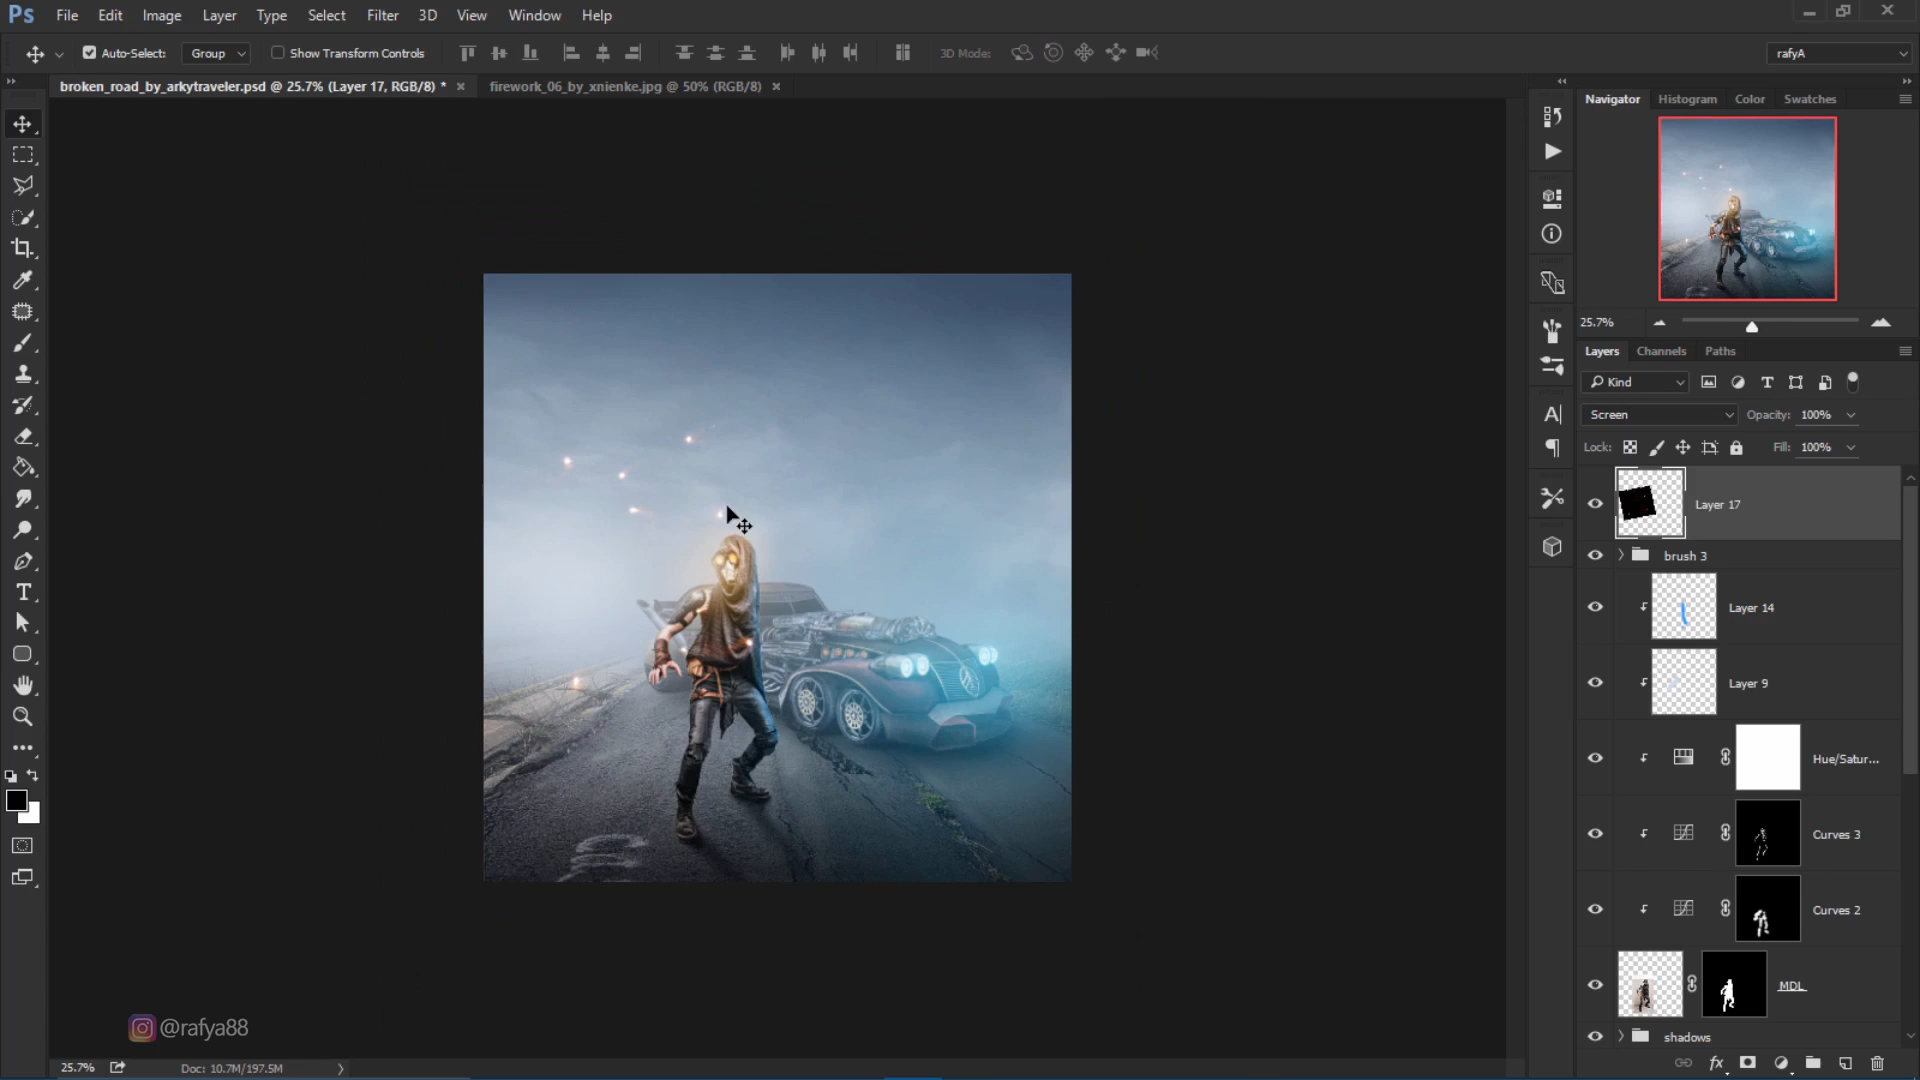 Ps File Edit Image Layer Type Select Filter 3D View Window Help
Auto-Select: Group Show Transform Controls 3D Mode: rafyA
broken_road_by_arkytraveler.psd @ 25.7% (Layer 17, RGB/8) * firework_06_by_xnienke.jpg @ 50% (RGB/8)
Navigator Histogram Color Swatches
25.7%
Layers Channels Paths
Kind
Screen Opacity: 100%
Lock: Fill: 100%
Layer 17
brush 3
Layer 14
Layer 9
Hue/Satur...
Curves 3
Curves 2
MDL
shadows
@rafya88
25.7% Doc: 10.7M/197.5M